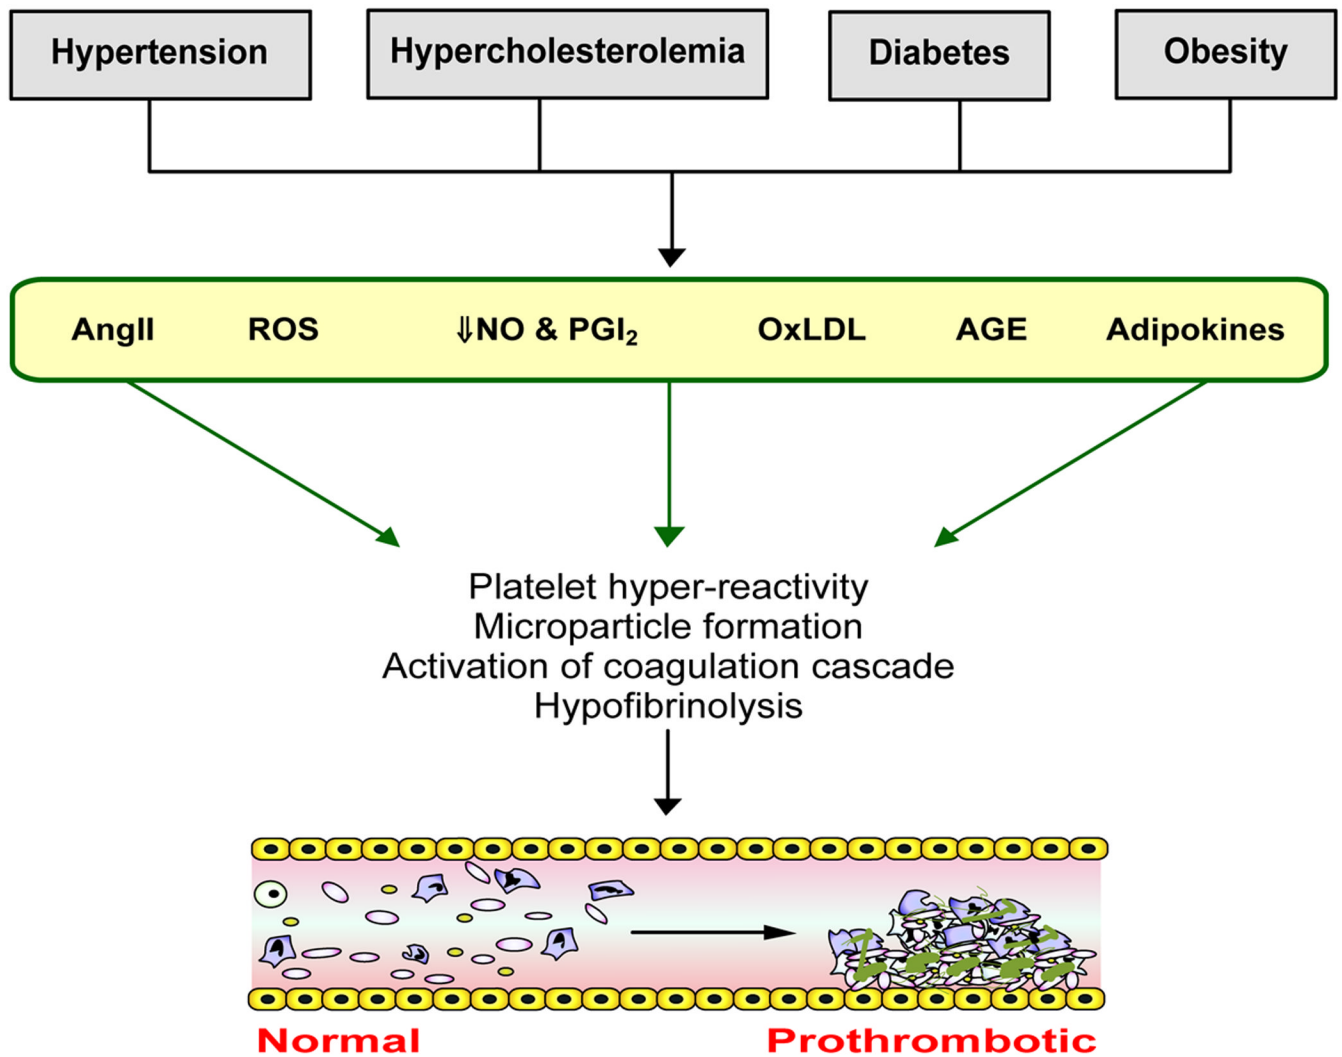 Hypertension Hypercholesterolemia Diabetes Obesity
AngII ROS ⇓NO & PGI₂ OxLDL AGE Adipokines
Platelet hyper-reactivity
Microparticle formation
Activation of coagulation cascade
Hypofibrinolysis
Normal Prothrombotic